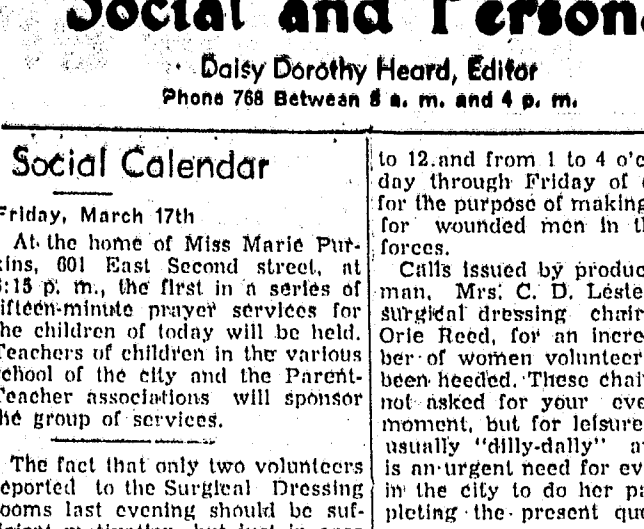 Social and Person
Daisy Dorothy Heard, Editor
Phone 768 Between 8 a. m. and 4 p. m.
Social Calendar
Friday, March 17th
At the home of Miss Marie Pur-
kins, 601 East Second street, at
:15 p. m., the first in a series of
fifteen-minute prayer services for
the children of today will be held.
Teachers of children in the various
school of the city and the Parent-
Teacher associations will sponsor
the group of services.
The fact that only two volunteers
reported to the Surgical Dressing
rooms last evening should be suf-
to 12 and from 1 to 4 o'c
day through Friday of
for the purpose of making
for wounded men in th
forces.
Calls issued by produc
man, Mrs. C. D. Leste
surgical dressing chair
Orie Reed, for an incre
ber of women volunteer
been heeded. These chai
not asked for your eve
moment, but for leisure
usually "dilly-dally" a
is an urgent need for ev
in the city to do her pa
pleting the present quo